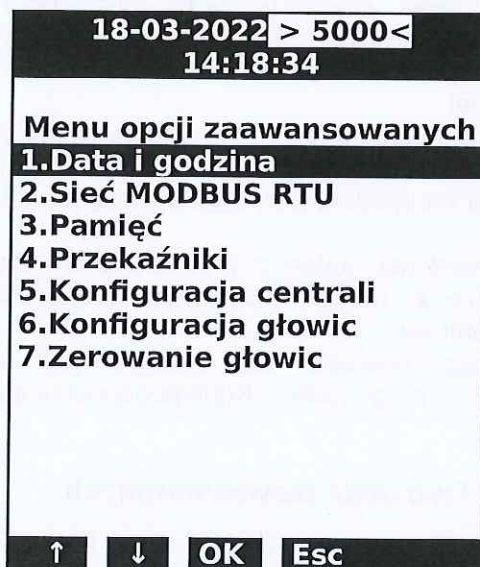 18-03-2022 > 5000<
14:18:34
Menu opcji zaawansowanych
1.Data i godzina
2.Sieć MODBUS RTU
3.Pamięć
4.Przekaźniki
5.Konfiguracja centrali
6.Konfiguracja głowic
7.Zerowanie głowic
↑ ↓ OK Esc